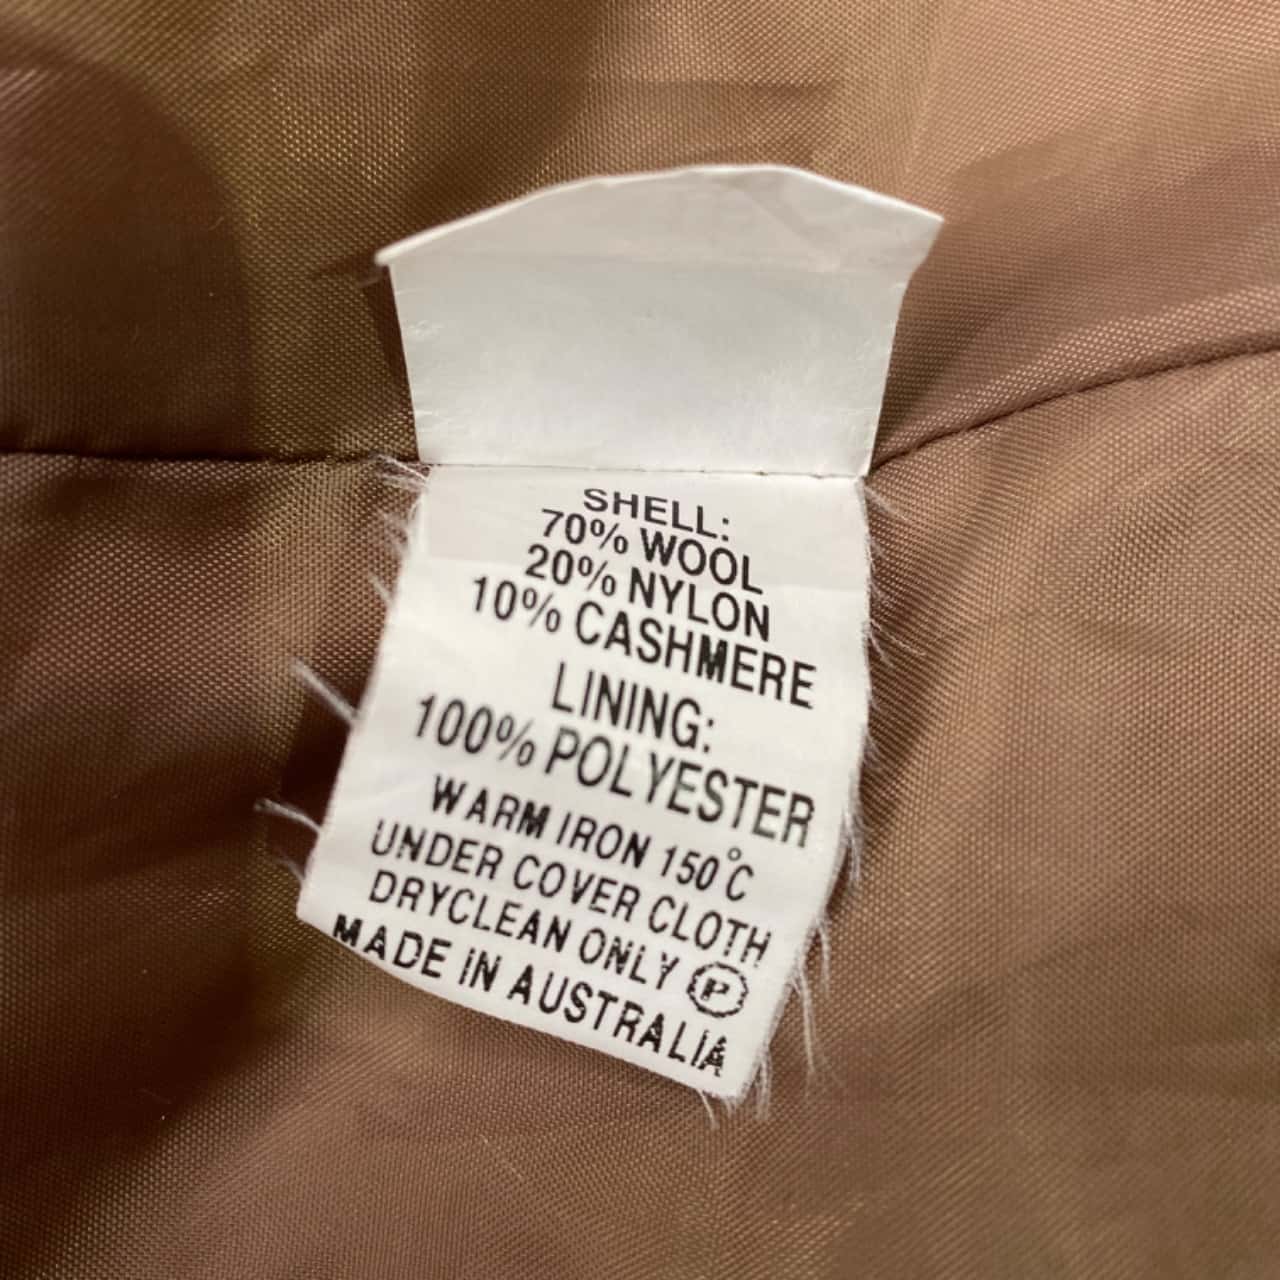 SHELL:
70% WOOL
20% NYLON
10% CASHMERE
LINING:
100% POLYESTER
WARM IRON 150°C
UNDER COVER CLOTH
DRYCLEAN ONLY Ⓟ
MADE IN AUSTRALIA